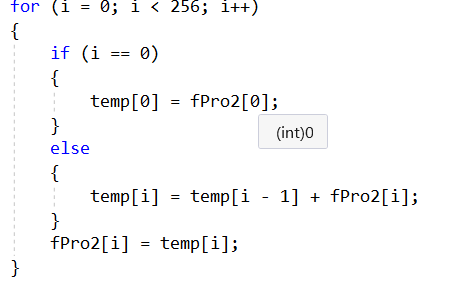 for (i = 0; i < 256; i++)
{
    if (i == 0)
    {
        temp[0] = fPro2[0];
    }
(int)0
    else
    {
        temp[i] = temp[i - 1] + fPro2[i];
    }
    fPro2[i] = temp[i];
}